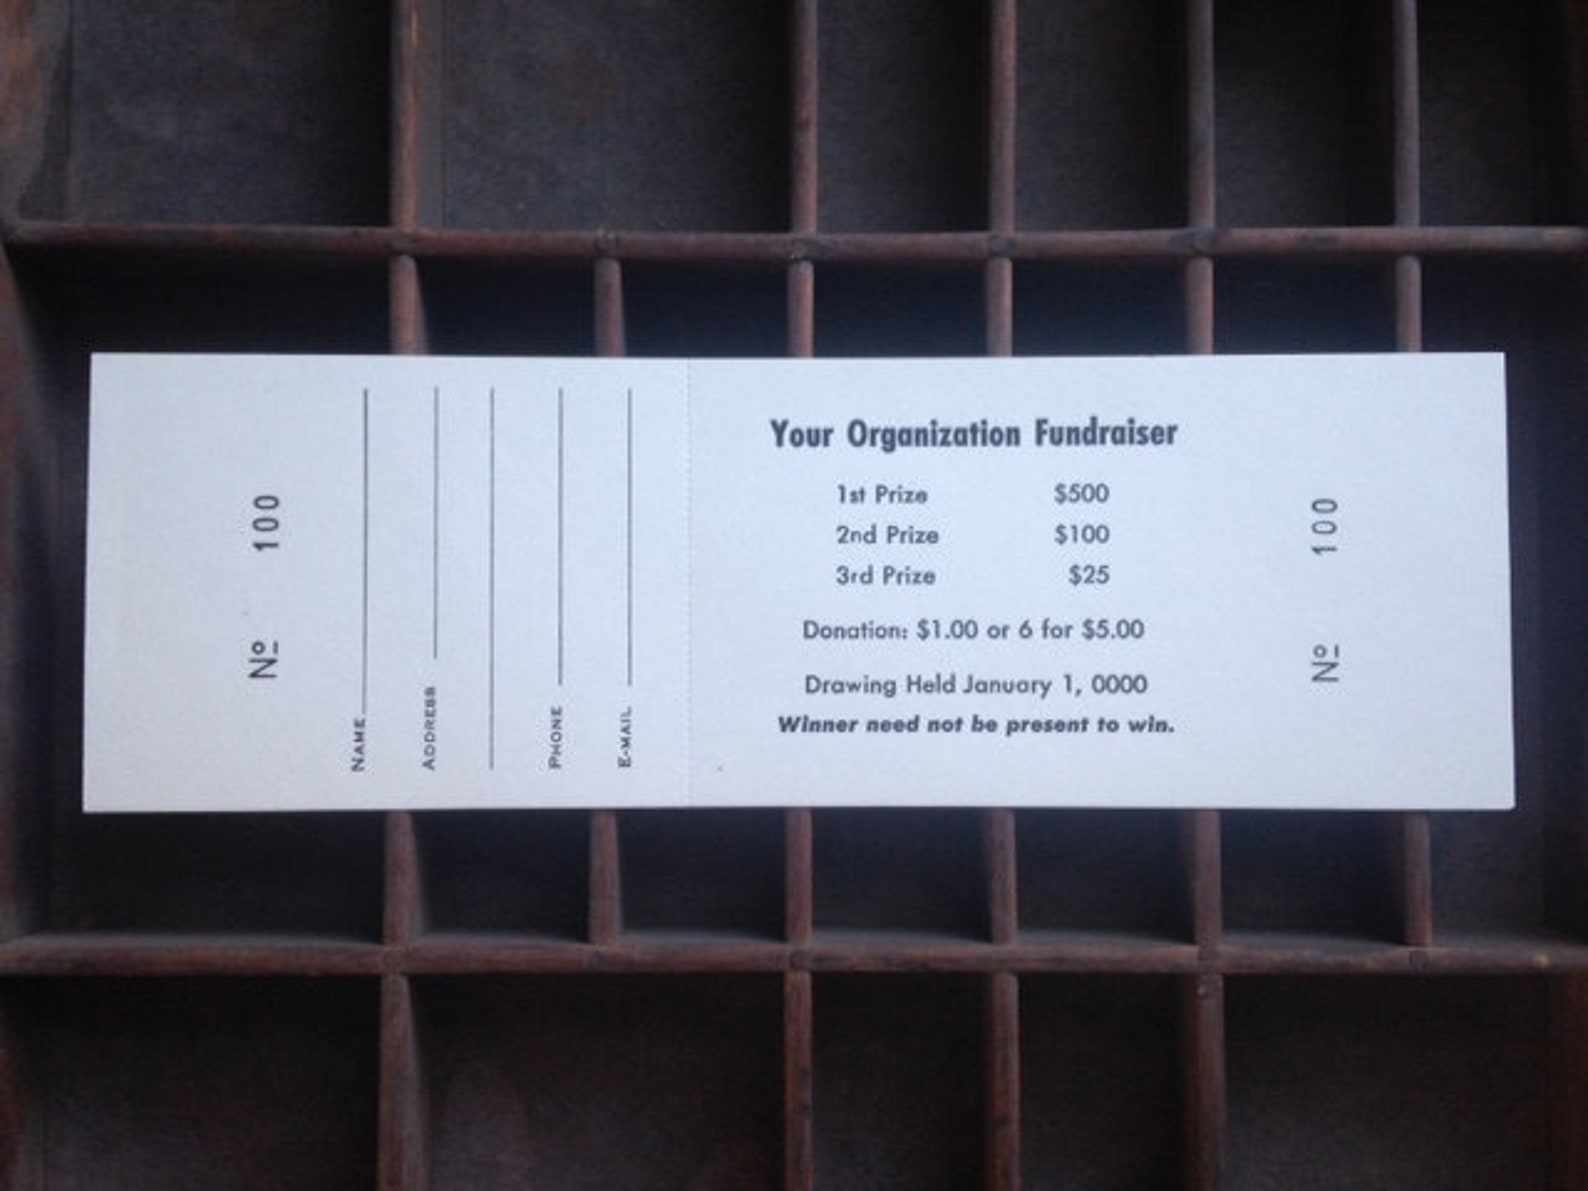 Nº 100
NAME
ADDRESS
PHONE
E-MAIL
Your Organization Fundraiser
1st Prize $500
2nd Prize $100
3rd Prize $25
Donation: $1.00 or 6 for $5.00
Drawing Held January 1, 0000
Winner need not be present to win.
Nº 100